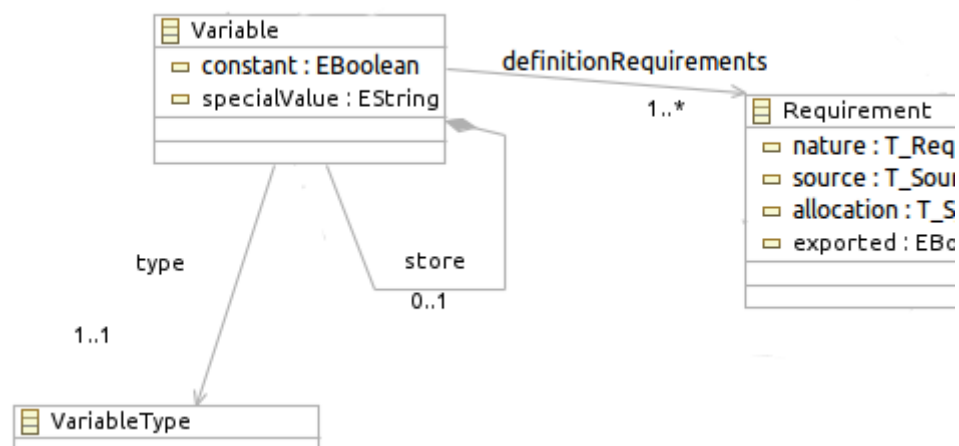 Variable
constant : EBoolean
specialValue : EString
definitionRequirements
1..*
Requirement
nature : T_Req
source : T_Sour
allocation : T_S
exported : EBo
type
store
0..1
1..1
VariableType